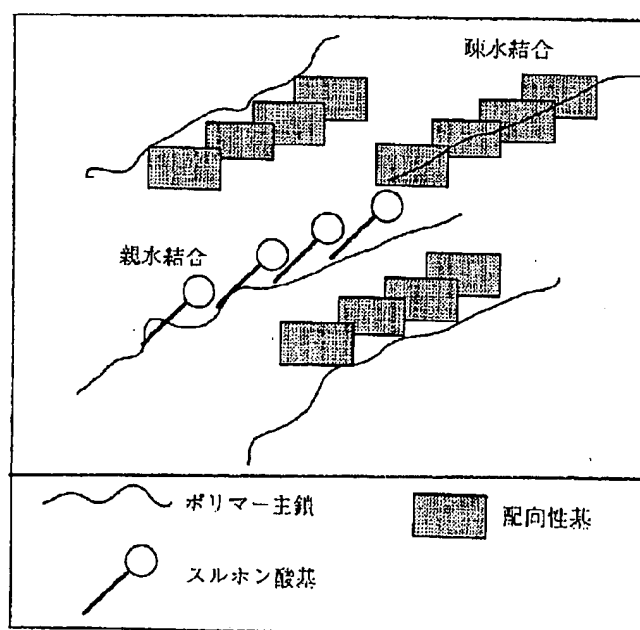 疎水結合
親水結合
ポリマー主鎖
配向性基
スルホン酸基